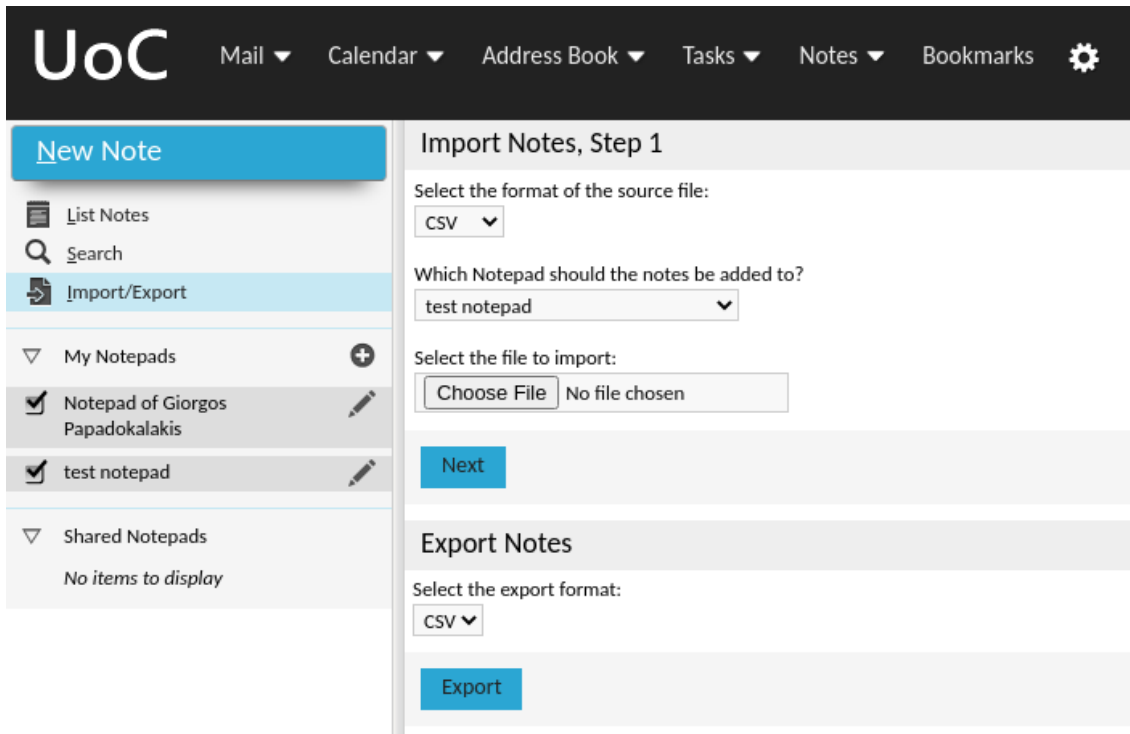 UoC
Mail
Calendar
Address Book
Tasks
Notes
Bookmarks
New Note
List Notes
Search
Import/Export
My Notepads
Notepad of Giorgos
Papadokalakis
test notepad
Shared Notepads
No items to display
Import Notes, Step 1
Select the format of the source file:
CSV
Which Notepad should the notes be added to?
test notepad
Select the file to import:
Choose File No file chosen
Next
Export Notes
Select the export format:
CSV
Export